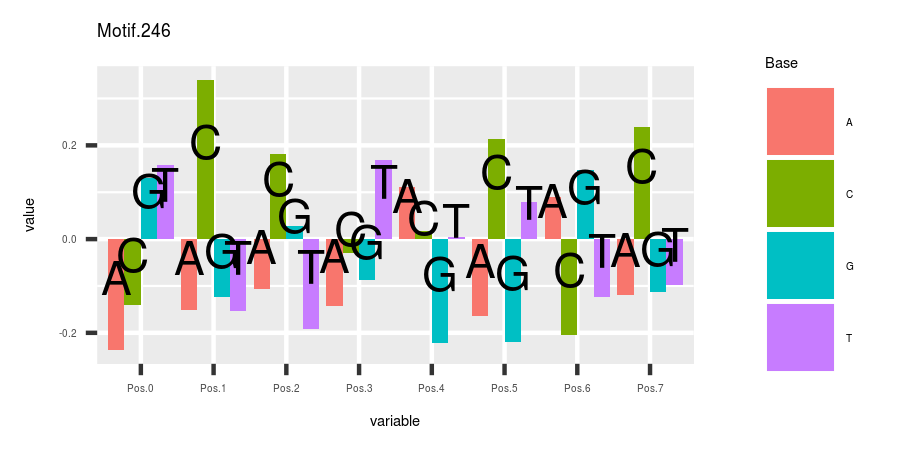 Motif.246
value
0.2
0.0
-0.2
A C G T A C G T A C G T A C G T A C G T A C G T A C G T A C G T
Pos.0 Pos.1 Pos.2 Pos.3 Pos.4 Pos.5 Pos.6 Pos.7
variable
Base
A
C
G
T